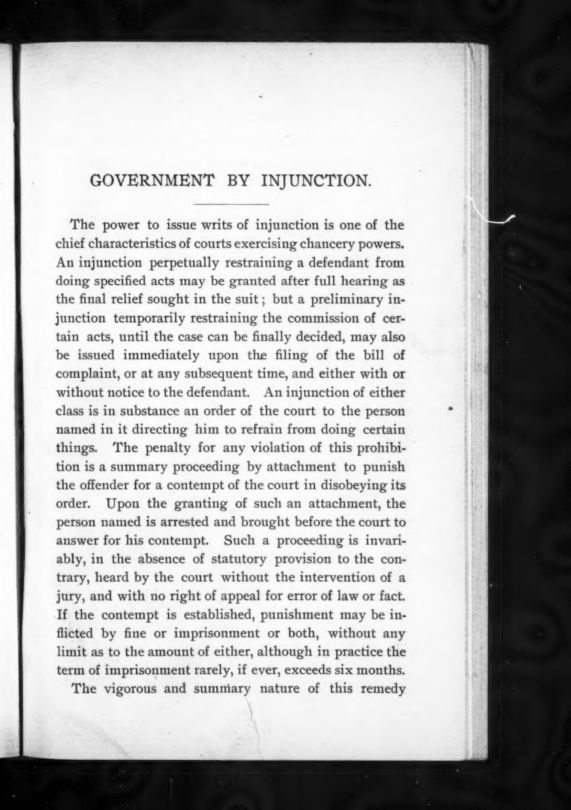 GOVERNMENT BY INJUNCTION.
The power to issue writs of injunction is one of the
chief characteristics of courts exercising chancery powers.
An injunction perpetually restraining a defendant from
doing specified acts may be granted after full hearing as
the final relief sought in the suit; but a preliminary in-
junction temporarily restraining the commission of cer-
tain acts, until the case can be finally decided, may also
be issued immediately upon the filing of the bill of
complaint, or at any subsequent time, and either with or
without notice to the defendant. An injunction of either
class is in substance an order of the court to the person
named in it directing him to refrain from doing certain
things. The penalty for any violation of this prohibi-
tion is a summary proceeding by attachment to punish
the offender for a contempt of the court in disobeying its
order. Upon the granting of such an attachment, the
person named is arrested and brought before the court to
answer for his contempt. Such a proceeding is invari-
ably, in the absence of statutory provision to the con-
trary, heard by the court without the intervention of a
jury, and with no right of appeal for error of law or fact.
If the contempt is established, punishment may be in-
flicted by fine or imprisonment or both, without any
limit as to the amount of either, although in practice the
term of imprisonment rarely, if ever, exceeds six months.
The vigorous and summary nature of this remedy